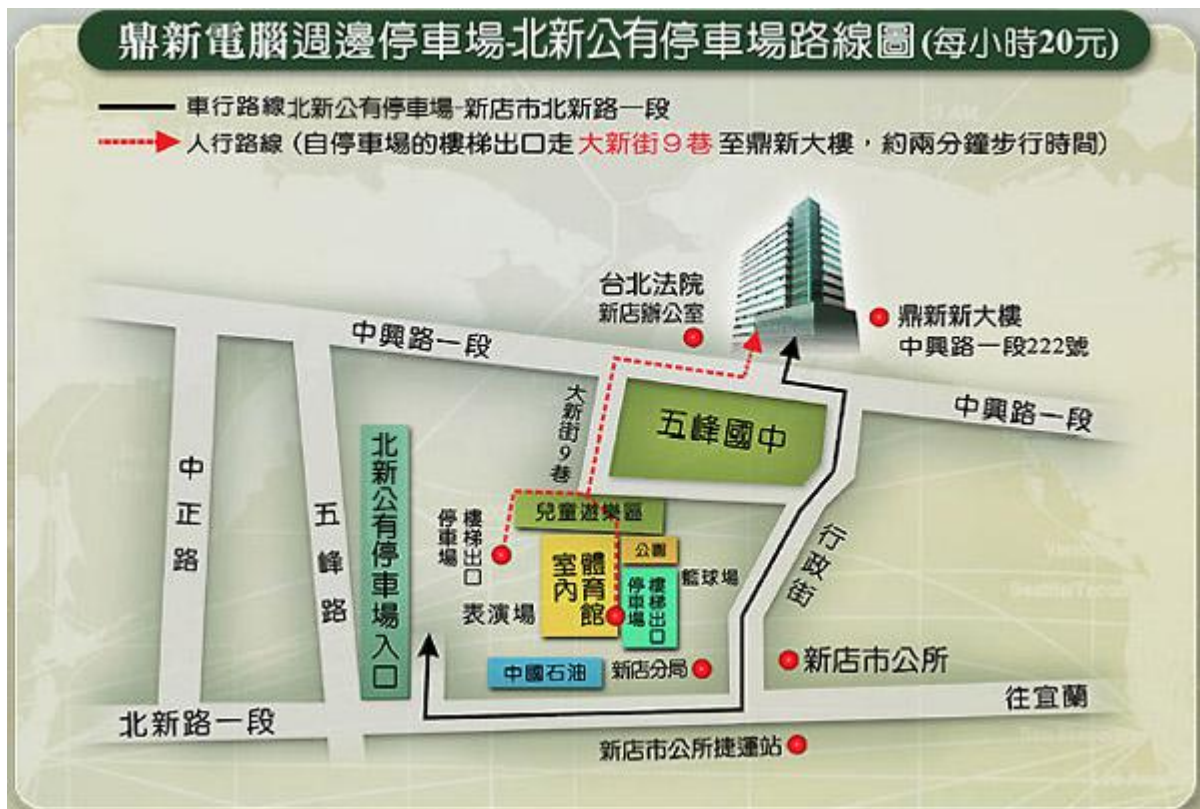 鼎新電腦週邊停車場-北新公有停車場路線圖(每小時20元)
車行路線北新公有停車場-新店市北新路一段
人行路線(自停車場的樓梯出口走大新街9巷至鼎新大樓，約兩分鐘步行時間)
台北法院
新店辦公室
鼎新新大樓
中興路一段222號
中興路一段
中興路一段
大新街9巷
五峰國中
中正路
五峰路
北新公有停車場入口
停車場
樓梯出口
兒童遊樂區
室內
體育館
公園
停車場
樓梯出口
籃球場
行政街
表演場
中國石油
新店分局
新店市公所
北新路一段
往宜蘭
新店市公所捷運站